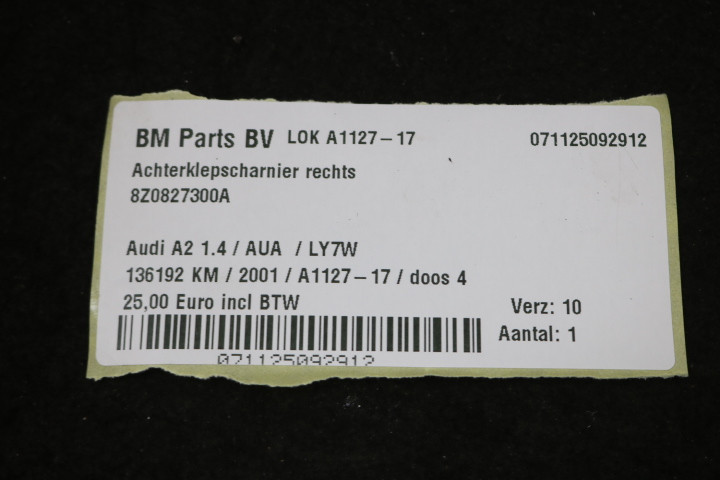 BM Parts BV LOK A1127-17 071125092912
Achterklepscharnier rechts
8Z0827300A
Audi A2 1.4 / AUA / LY7W
136192 KM / 2001 / A1127-17 / doos 4
25,00 Euro incl BTW
Verz: 10
Aantal: 1
071125092912